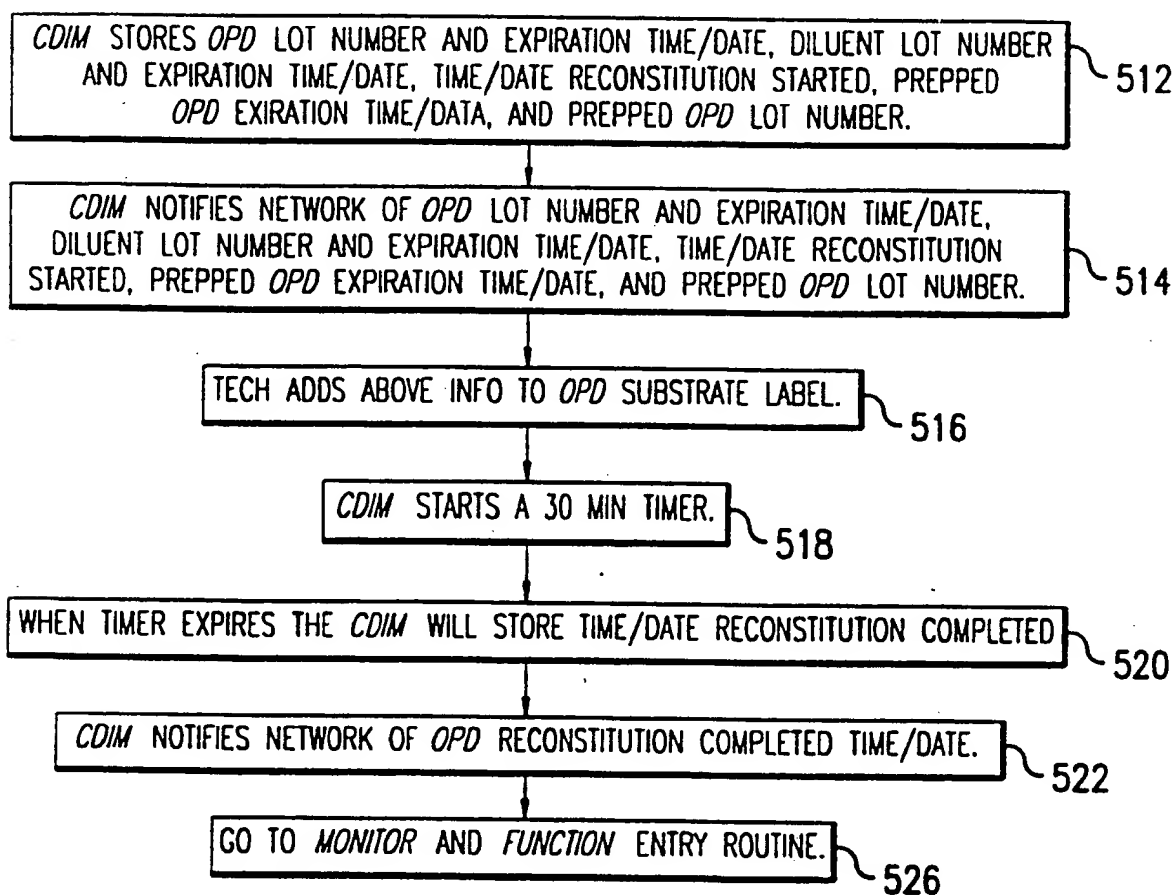 CDIM STORES OPD LOT NUMBER AND EXPIRATION TIME/DATE, DILUENT LOT NUMBER
AND EXPIRATION TIME/DATE, TIME/DATE RECONSTITUTION STARTED, PREPPED
OPD EXIRATION TIME/DATA, AND PREPPED OPD LOT NUMBER.
512
CDIM NOTIFIES NETWORK OF OPD LOT NUMBER AND EXPIRATION TIME/DATE,
DILUENT LOT NUMBER AND EXPIRATION TIME/DATE, TIME/DATE RECONSTITUTION
STARTED, PREPPED OPD EXPIRATION TIME/DATE, AND PREPPED OPD LOT NUMBER.
514
TECH ADDS ABOVE INFO TO OPD SUBSTRATE LABEL.
516
CDIM STARTS A 30 MIN TIMER.
518
WHEN TIMER EXPIRES THE CDIM WILL STORE TIME/DATE RECONSTITUTION COMPLETED
520
CDIM NOTIFIES NETWORK OF OPD RECONSTITUTION COMPLETED TIME/DATE.
522
GO TO MONITOR AND FUNCTION ENTRY ROUTINE.
526